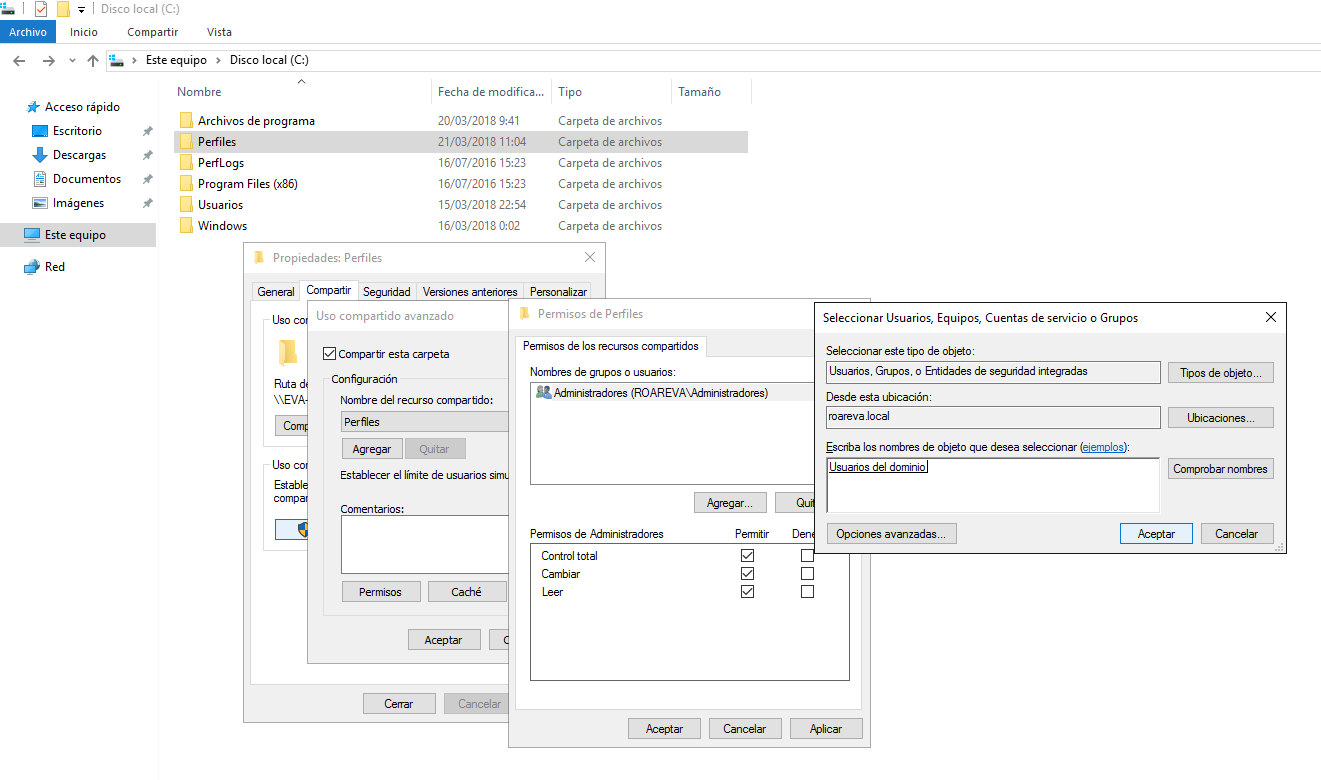 Disco local (C:)
Archivo Inicio Compartir Vista
Este equipo Disco local (C:)
Acceso rápido
Escritorio
Descargas
Documentos
Imágenes
Este equipo
Red
Nombre Fecha de modifica... Tipo Tamaño
Archivos de programa 20/03/2018 9:41 Carpeta de archivos
Perfiles 21/03/2018 11:04 Carpeta de archivos
PerfLogs 16/07/2016 15:23 Carpeta de archivos
Program Files (x86) 16/07/2016 15:23 Carpeta de archivos
Usuarios 15/03/2018 22:54 Carpeta de archivos
Windows 16/03/2018 0:02 Carpeta de archivos
Propiedades: Perfiles
General Compartir Seguridad Versiones anteriores Personalizar
Uso co
Ruta de
\\EVA-
Comp
Uso co
Estable
compar
Cerrar Cancelar
Uso compartido avanzado
Compartir esta carpeta
Configuración
Nombre del recurso compartido:
Perfiles
Agregar Quitar
Establecer el límite de usuarios simu
Comentarios:
Permisos Caché
Aceptar C
Permisos de Perfiles
Permisos de los recursos compartidos
Nombres de grupos o usuarios:
Administradores (ROAREVA\Administradores)
Agregar... Quit
Permisos de Administradores Permitir Dene
Control total
Cambiar
Leer
Aceptar Cancelar Aplicar
Seleccionar Usuarios, Equipos, Cuentas de servicio o Grupos
Seleccionar este tipo de objeto:
Usuarios, Grupos, o Entidades de seguridad integradas Tipos de objeto...
Desde esta ubicación:
roareva.local Ubicaciones...
Escriba los nombres de objeto que desea seleccionar (ejemplos):
Usuarios del dominio Comprobar nombres
Opciones avanzadas... Aceptar Cancelar